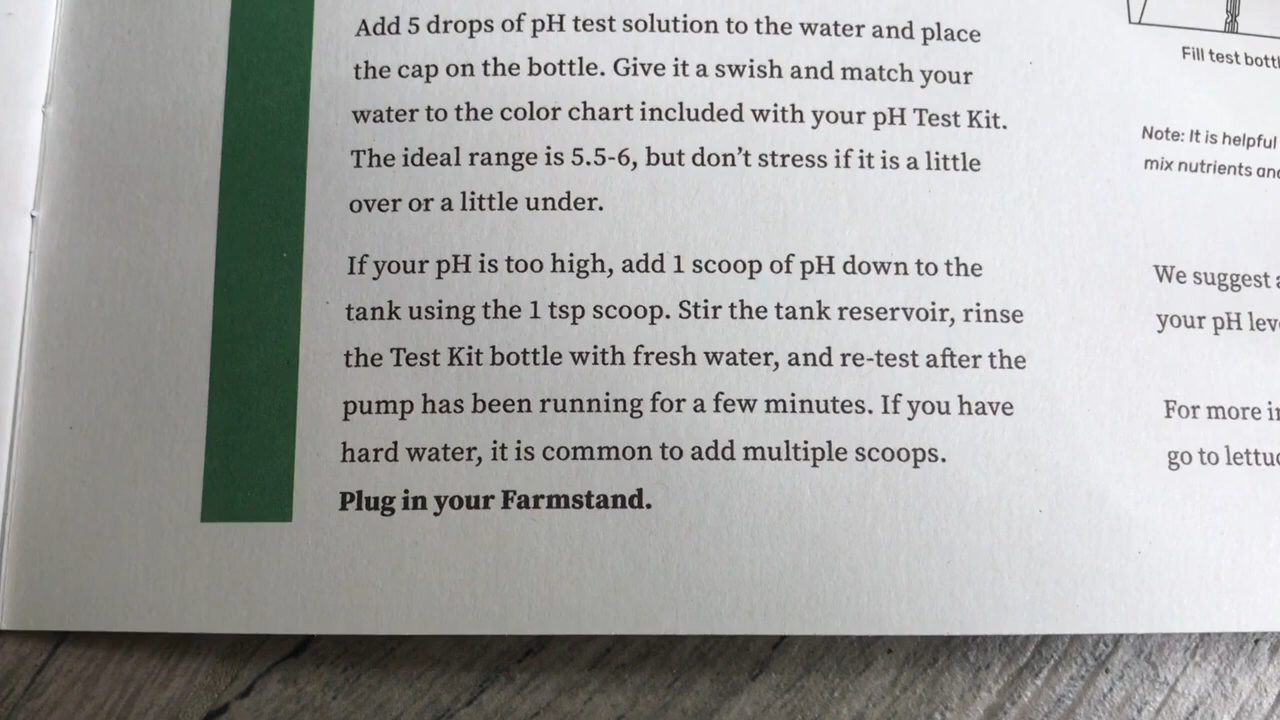 Add 5 drops of pH test solution to the water and place
the cap on the bottle. Give it a swish and match your
water to the color chart included with your pH Test Kit.
The ideal range is 5.5-6, but don’t stress if it is a little
over or a little under.
If your pH is too high, add 1 scoop of pH down to the
tank using the 1 tsp scoop. Stir the tank reservoir, rinse
the Test Kit bottle with fresh water, and re-test after the
pump has been running for a few minutes. If you have
hard water, it is common to add multiple scoops.
Plug in your Farmstand.
Fill test
Note: It is helpful
mix nutrients
We suggest
your pH
For more
go to